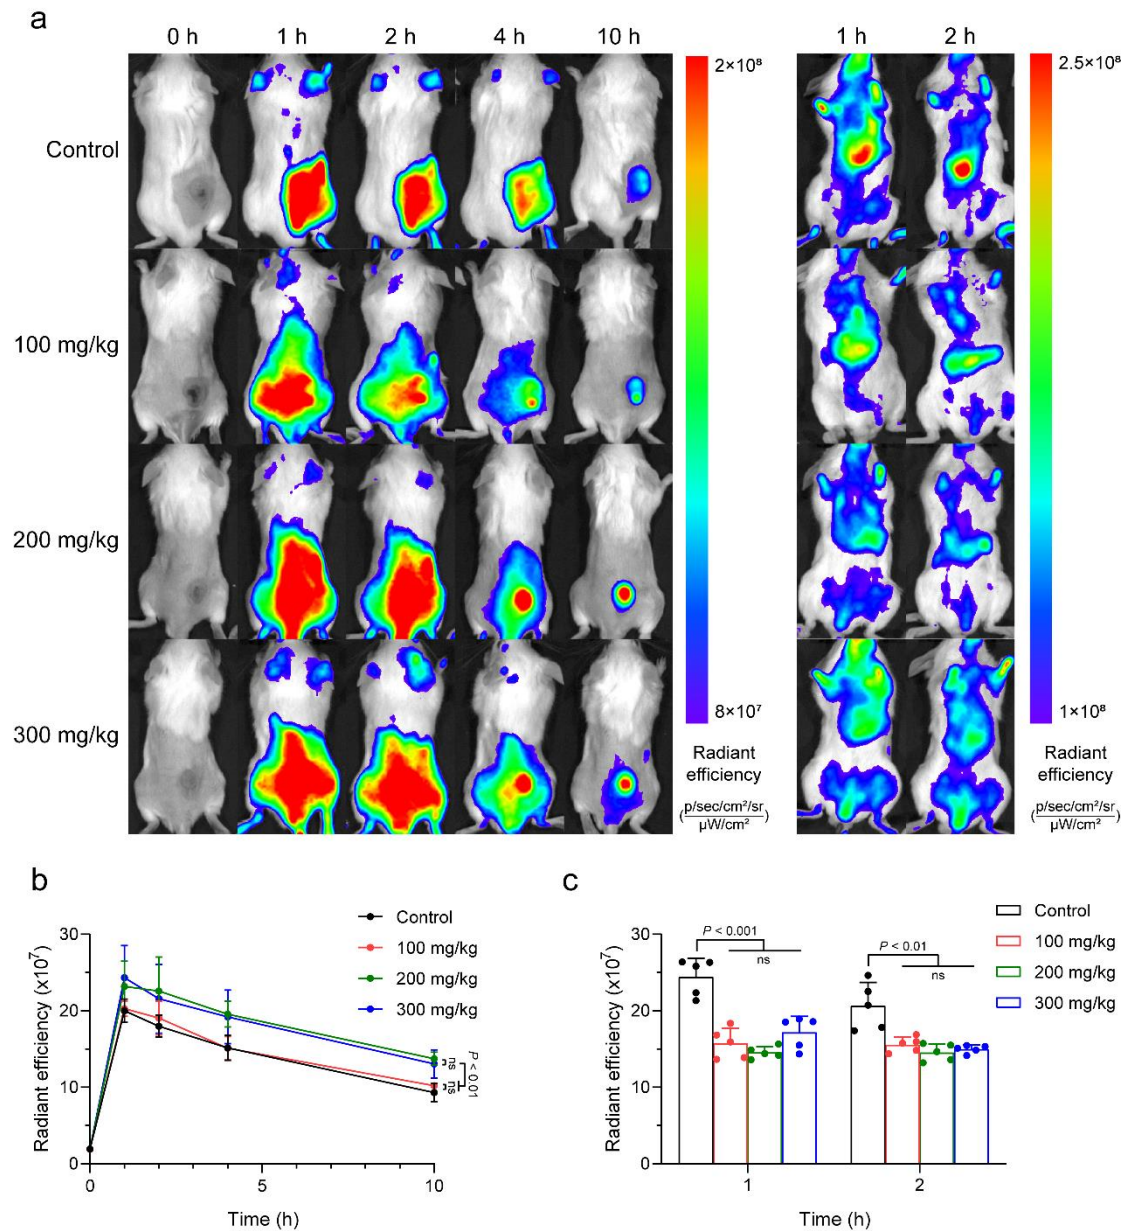 a
0 h 1 h 2 h 4 h 10 h 1 h 2 h
2×10⁸ 2.5×10⁸
Control
100 mg/kg
200 mg/kg
300 mg/kg
8×10⁷ 1×10⁸
Radiant efficiency
(p/sec/cm²/sr / µW/cm²)
Radiant efficiency
(p/sec/cm²/sr / µW/cm²)
b
Control
100 mg/kg
200 mg/kg
300 mg/kg
Radiant efficiency (x10⁷)
30
20
10
0
0 5 10
Time (h)
ns
ns
P < 0.01
c
Control
100 mg/kg
200 mg/kg
300 mg/kg
Radiant efficiency (x10⁷)
30
20
10
0
P < 0.001
ns
P < 0.01
ns
1 2
Time (h)